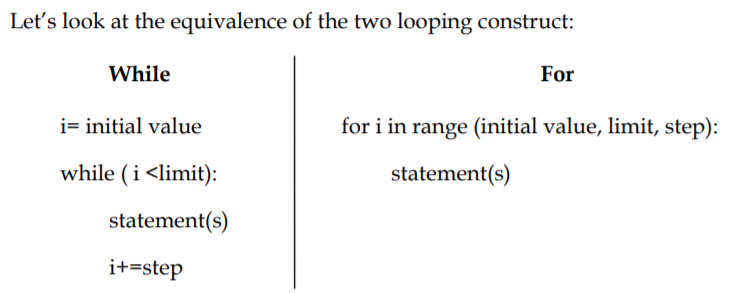 Let's look at the equivalence of the two looping construct:
While
For
i= initial value
for i in range (initial value, limit, step):
while ( i <limit):
statement(s)
statement(s)
i+=step